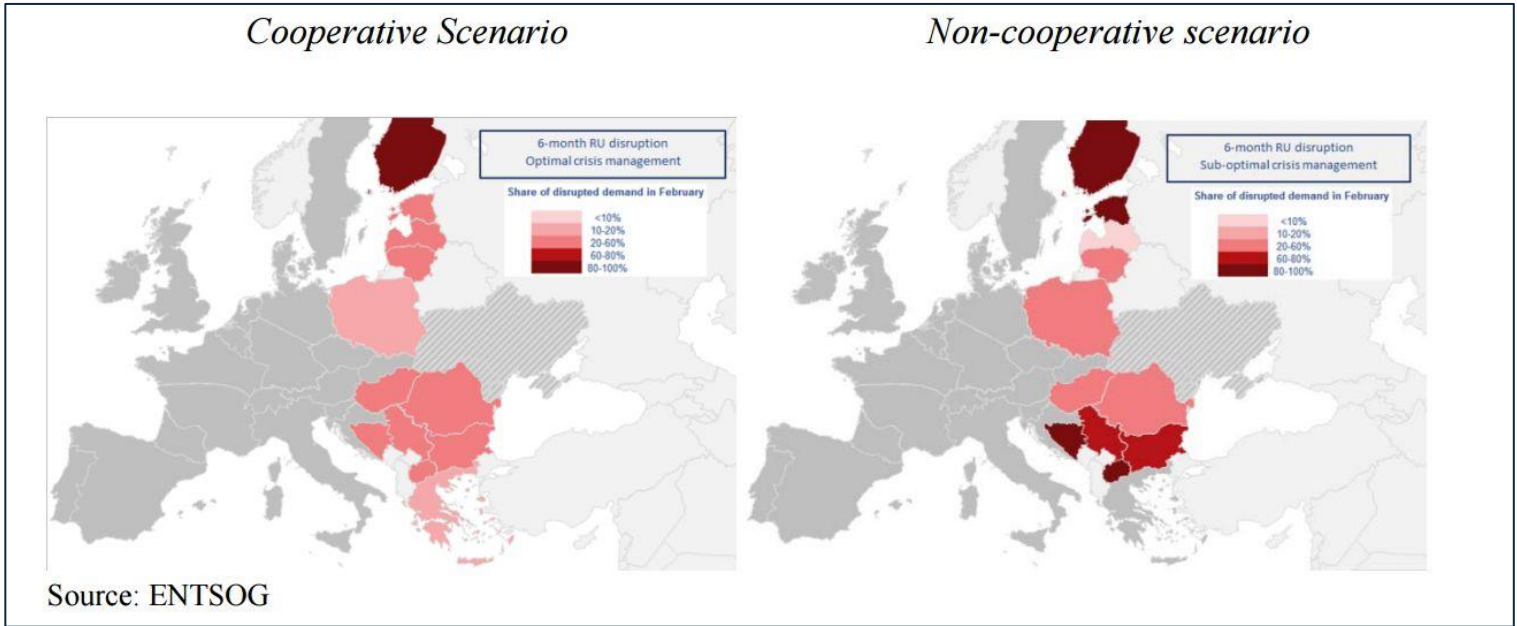 Cooperative Scenario
Non-cooperative scenario
6-month RU disruption
Optimal crisis management
Share of disrupted demand in February
<10%
10-20%
20-60%
60-80%
80-100%
6-month RU disruption
Sub-optimal crisis management
Share of disrupted demand in February
<10%
10-20%
20-60%
60-80%
80-100%
Source: ENTSOG